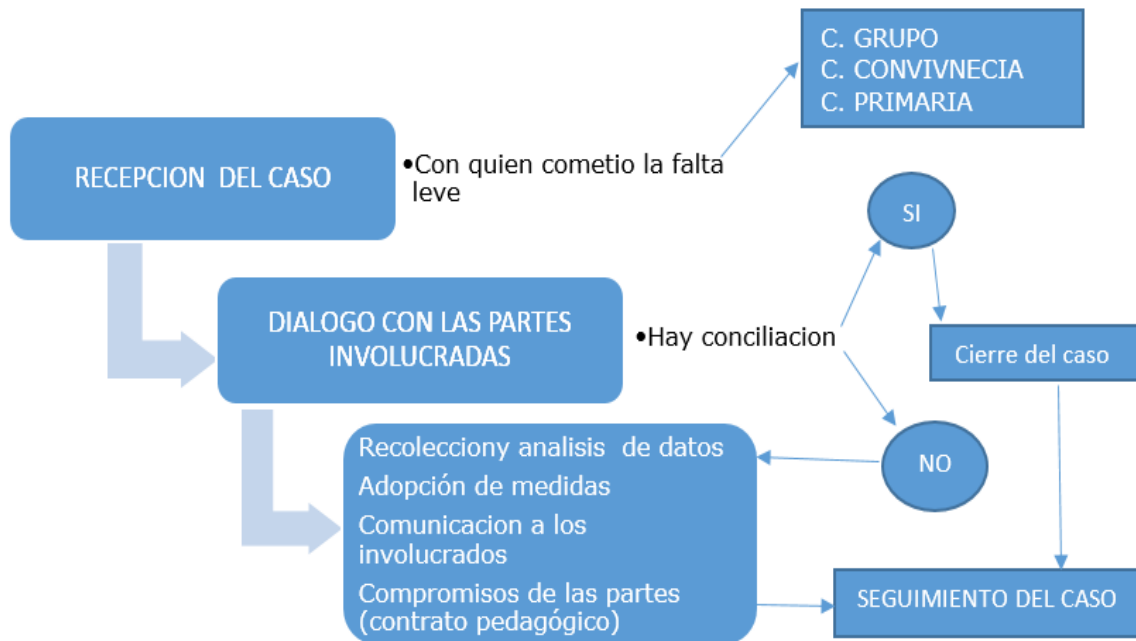 C. GRUPO
C. CONVIVNECIA
C. PRIMARIA
RECEPCION DEL CASO
•Con quien cometio la falta
leve
SI
DIALOGO CON LAS PARTES
INVOLUCRADAS
•Hay conciliacion
Cierre del caso
Recolecciony analisis de datos
Adopción de medidas
Comunicacion a los
involucrados
Compromisos de las partes
(contrato pedagógico)
NO
SEGUIMIENTO DEL CASO